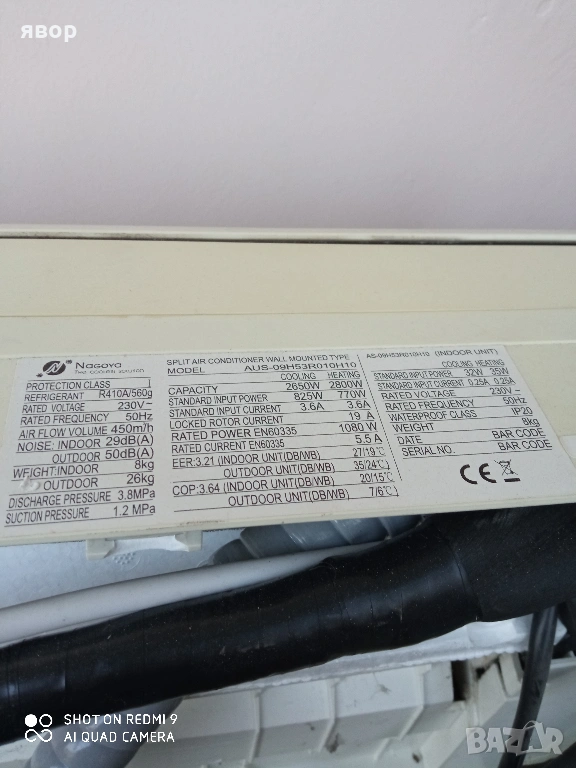 явор
Nagoya
THE COOLER SOLUTION
PROTECTION CLASS I
REFRIGERANT R410A/560g
RATED VOLTAGE 230V~
RATED FREQUENCY 50Hz
AIR FLOW VOLUME 450m³/h
NOISE: INDOOR 29dB(A)
OUTDOOR 50dB(A)
WEIGHT:INDOOR 8kg
OUTDOOR 26kg
DISCHARGE PRESSURE 3.8MPa
SUCTION PRESSURE 1.2 MPa
SPLIT AIR CONDITIONER WALL MOUNTED TYPE
MODEL AUS-09H53R010H10
COOLING HEATING
CAPACITY 2650W 2800W
STANDARD INPUT POWER 825W 770W
STANDARD INPUT CURRENT 3.6A 3.6A
LOCKED ROTOR CURRENT 19 A
RATED POWER EN60335 1080 W
RATED CURRENT EN60335 5.5 A
EER:3.21 (INDOOR UNIT(DB/WB) 27/19℃
OUTDOOR UNIT(DB/WB) 35/24℃)
COP:3.64 (INDOOR UNIT(DB/WB) 20/15℃
OUTDOOR UNIT(DB/WB) 7/6℃)
AS-09H53R010H10 (INDOOR UNIT)
COOLING HEATING
STANDARD INPUT POWER 32W 35W
STANDARD INPUT CURRENT 0.25A 0.25A
RATED VOLTAGE 230V~
RATED FREQUENCY 50Hz
WATERPROOF CLASS IP20
WEIGHT 8kg
DATE BAR CODE
SERIAL NO. BAR CODE
CE
SHOT ON REDMI 9
AI QUAD CAMERA
BAZAR